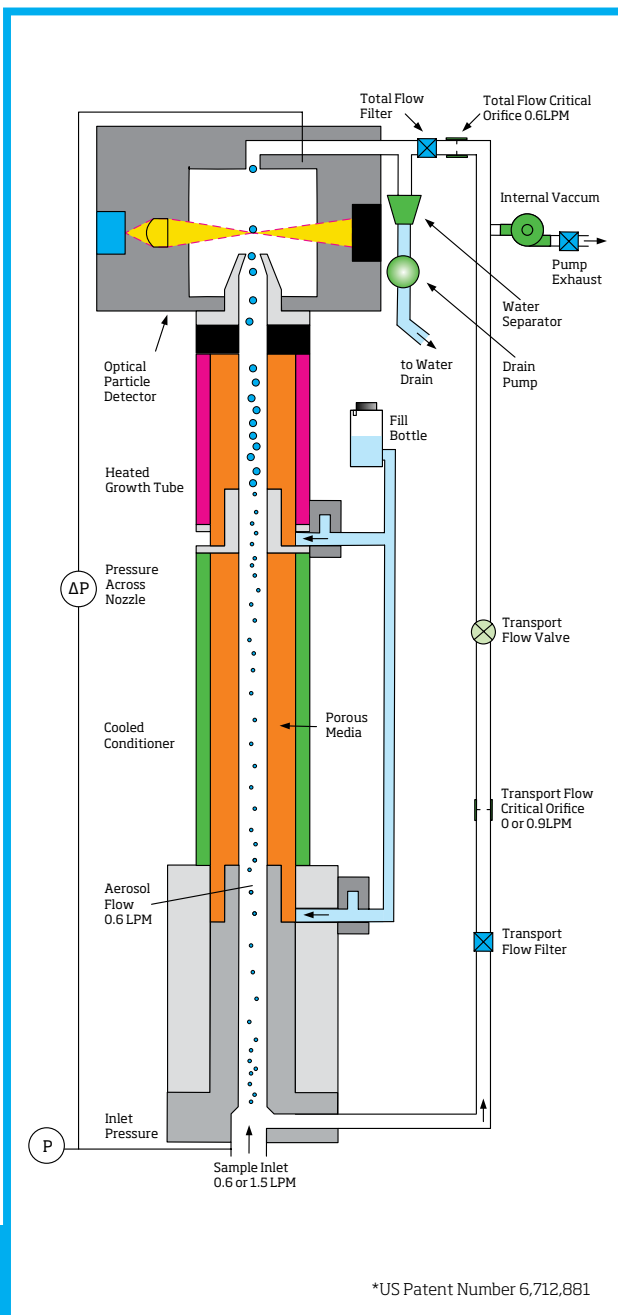 Total Flow
Filter
Total Flow Critical
Orifice 0.6LPM
Internal Vaccum
Pump
Exhaust
Water
Separator
to Water
Drain
Drain
Pump
Optical
Particle
Detector
Fill
Bottle
Heated
Growth Tube
ΔP
Pressure
Across
Nozzle
Transport
Flow Valve
Porous
Media
Cooled
Conditioner
Transport Flow
Critical Orifice
0 or 0.9LPM
Aerosol
Flow
0.6 LPM
Transport
Flow Filter
Inlet
Pressure
P
Sample Inlet
0.6 or 1.5 LPM
*US Patent Number 6,712,881